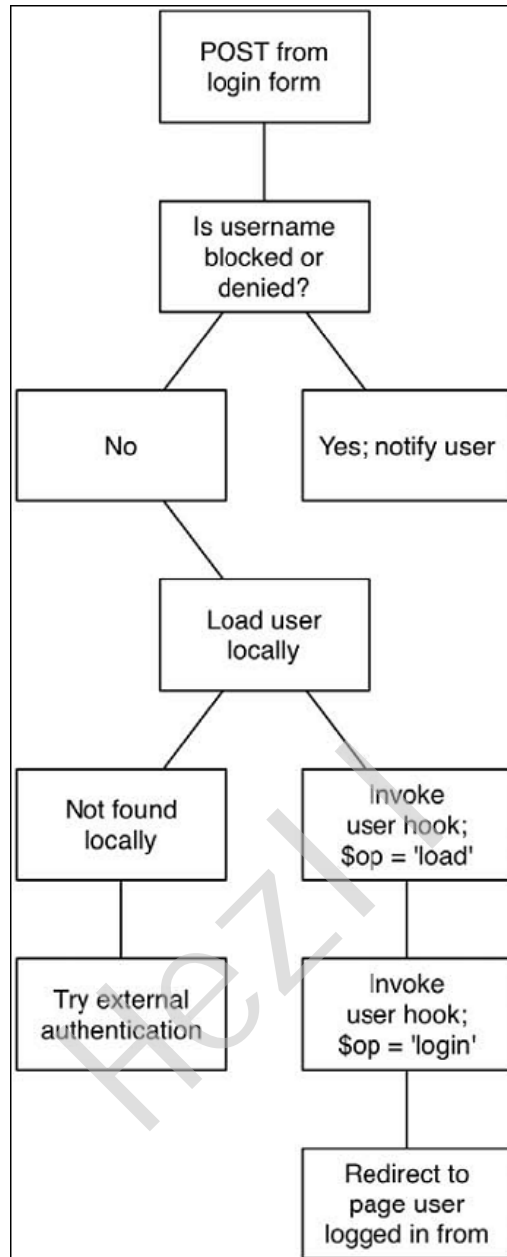 POST from
login form
Is username
blocked or
denied?
No
Yes; notify user
Load user
locally
Not found
locally
Invoke
user hook;
$op = 'load'
Try external
authentication
Invoke
user hook;
$op = 'login'
Redirect to
page user
logged in from